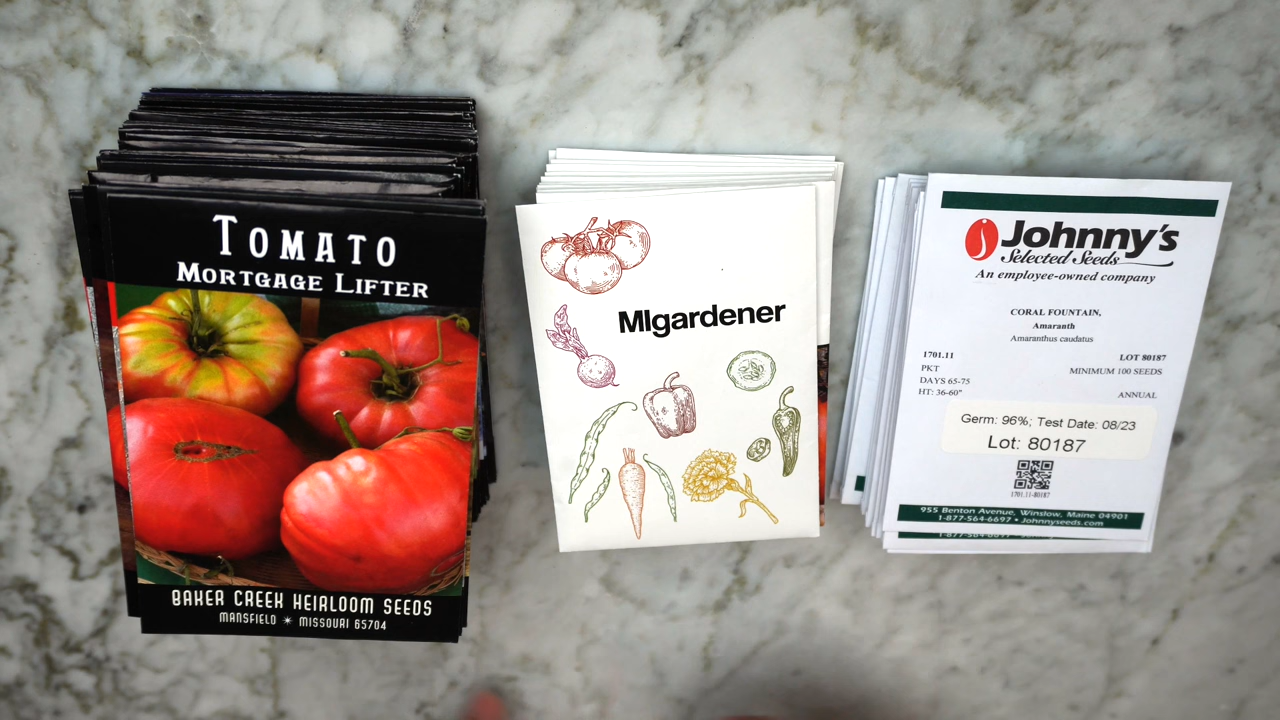 TOMATO
MORTGAGE LIFTER
BAKER CREEK HEIRLOOM SEEDS
MANSFIELD ✶ MISSOURI 65704
MIgardener
Johnny's
Selected Seeds
An employee-owned company
CORAL FOUNTAIN,
Amaranth
Amaranthus caudatus
1701.11 LOT 80187
PKT MINIMUM 100 SEEDS
DAYS 65-75
HT: 36-60" ANNUAL
Germ: 96%; Test Date: 08/23
Lot: 80187
1701.11-80187
955 Benton Avenue, Winslow, Maine 04901
1-877-564-6697 • Johnnyseeds.com